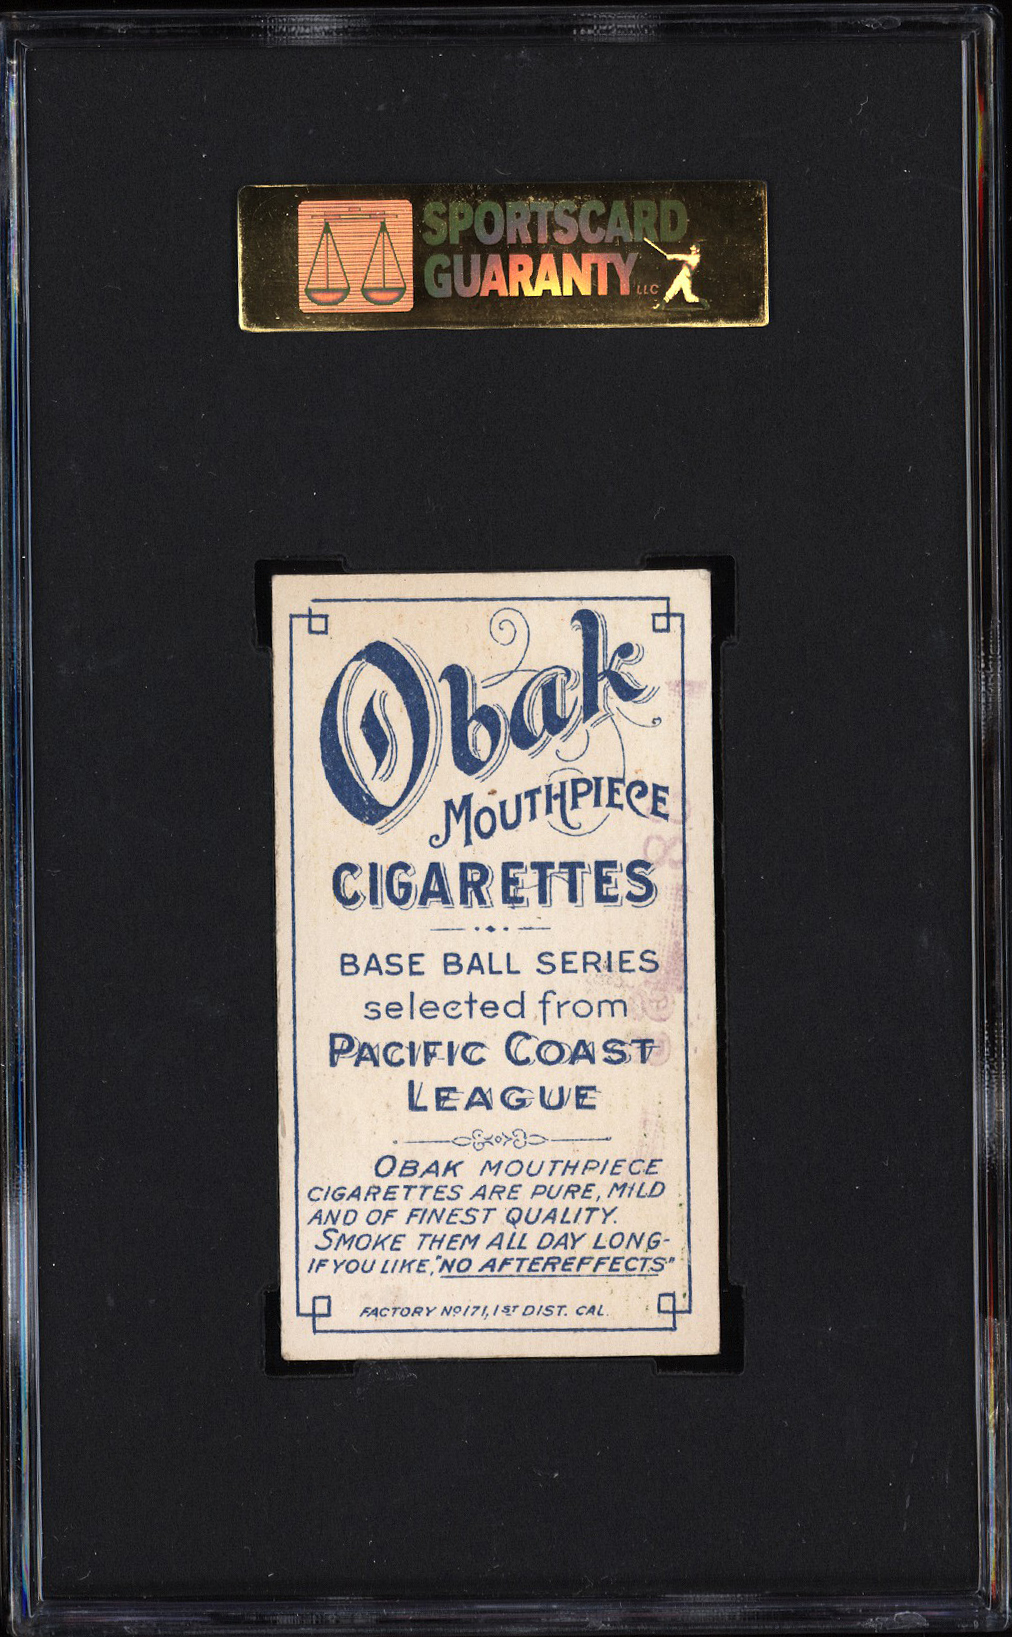 SPORTSCARD
GUARANTY LLC
Obak
MOUTHPIECE
CIGARETTES
BASE BALL SERIES
selected from
PACIFIC COAST
LEAGUE
OBAK MOUTHPIECE
CIGARETTES ARE PURE, MILD
AND OF FINEST QUALITY.
SMOKE THEM ALL DAY LONG-
IF YOU LIKE, "NO AFTEREFFECTS"
FACTORY Nº 171, 1ST DIST. CAL.